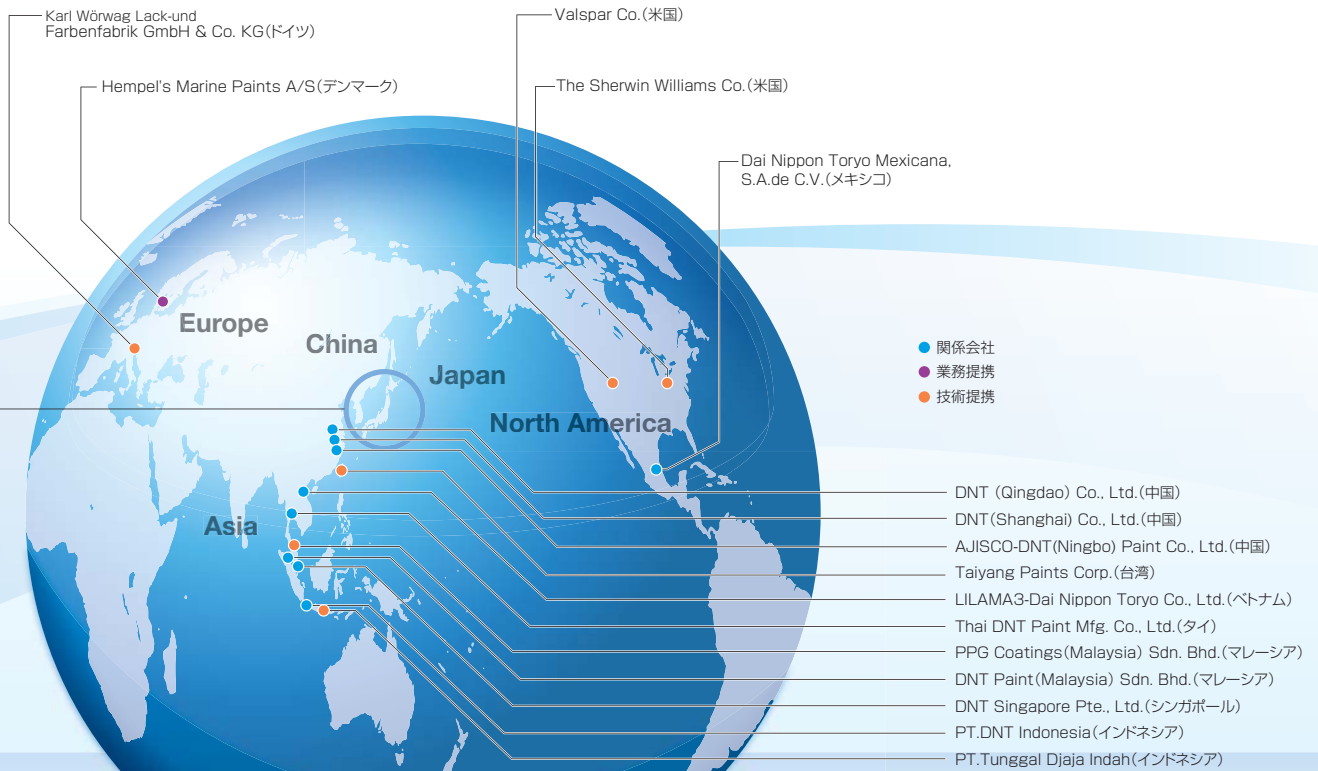 Karl Wörwag Lack-und
Farbenfabrik GmbH & Co. KG(ドイツ)
Valspar Co.(米国)
Hempel's Marine Paints A/S(デンマーク)
The Sherwin Williams Co.(米国)
Dai Nippon Toryo Mexicana,
S.A.de C.V.(メキシコ)
Europe
China
Japan
North America
Asia
関係会社
業務提携
技術提携
DNT (Qingdao) Co., Ltd.(中国)
DNT(Shanghai) Co., Ltd.(中国)
AJISCO-DNT(Ningbo) Paint Co., Ltd.(中国)
Taiyang Paints Corp.(台湾)
LILAMA3-Dai Nippon Toryo Co., Ltd.(ベトナム)
Thai DNT Paint Mfg. Co., Ltd.(タイ)
PPG Coatings(Malaysia) Sdn. Bhd.(マレーシア)
DNT Paint(Malaysia) Sdn. Bhd.(マレーシア)
DNT Singapore Pte., Ltd.(シンガポール)
PT.DNT Indonesia(インドネシア)
PT.Tunggal Djaja Indah(インドネシア)